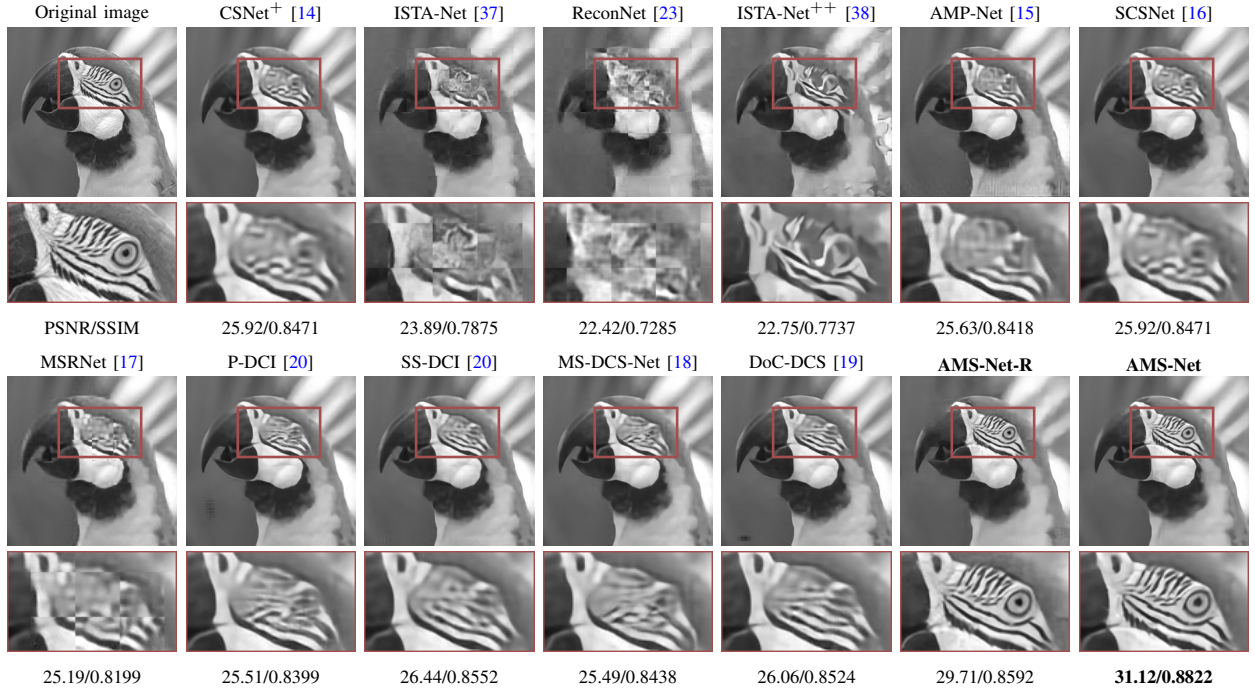 Original image CSNet+ [14] ISTA-Net [37] ReconNet [23] ISTA-Net++ [38] AMP-Net [15] SCSNet [16]
PSNR/SSIM 25.92/0.8471 23.89/0.7875 22.42/0.7285 22.75/0.7737 25.63/0.8418 25.92/0.8471
MSRNet [17] P-DCI [20] SS-DCI [20] MS-DCS-Net [18] DoC-DCS [19] AMS-Net-R AMS-Net
25.19/0.8199 25.51/0.8399 26.44/0.8552 25.49/0.8438 26.06/0.8524 29.71/0.8592 31.12/0.8822